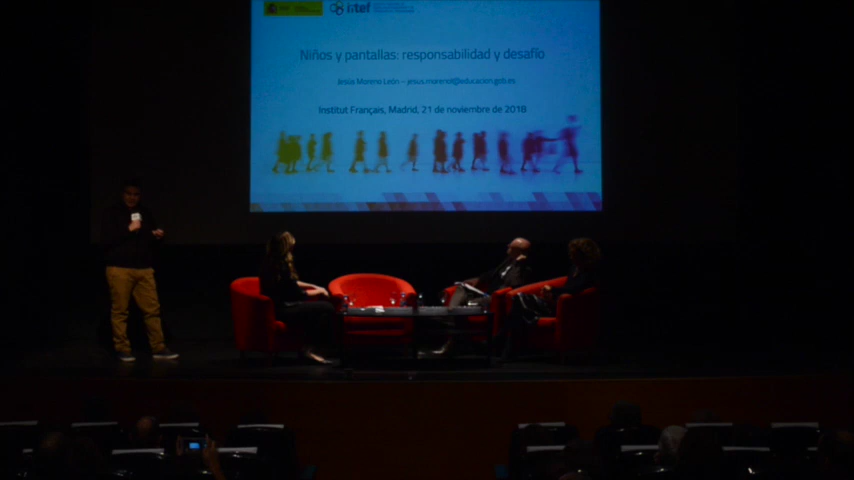 intef
Niños y pantallas: responsabilidad y desafío
Jesús Moreno León – jesus.morenol@educacion.gob.es
Institut Français, Madrid, 21 de noviembre de 2018